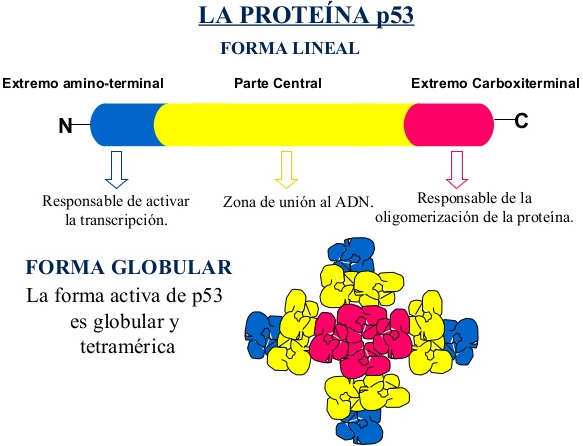 LA PROTEÍNA p53
FORMA LINEAL
Extremo amino-terminal
Parte Central
Extremo Carboxiterminal
N
C
Responsable de activar
la transcripción.
Zona de unión al ADN.
Responsable de la
oligomerización de la proteína.
FORMA GLOBULAR
La forma activa de p53
es globular y
tetramérica